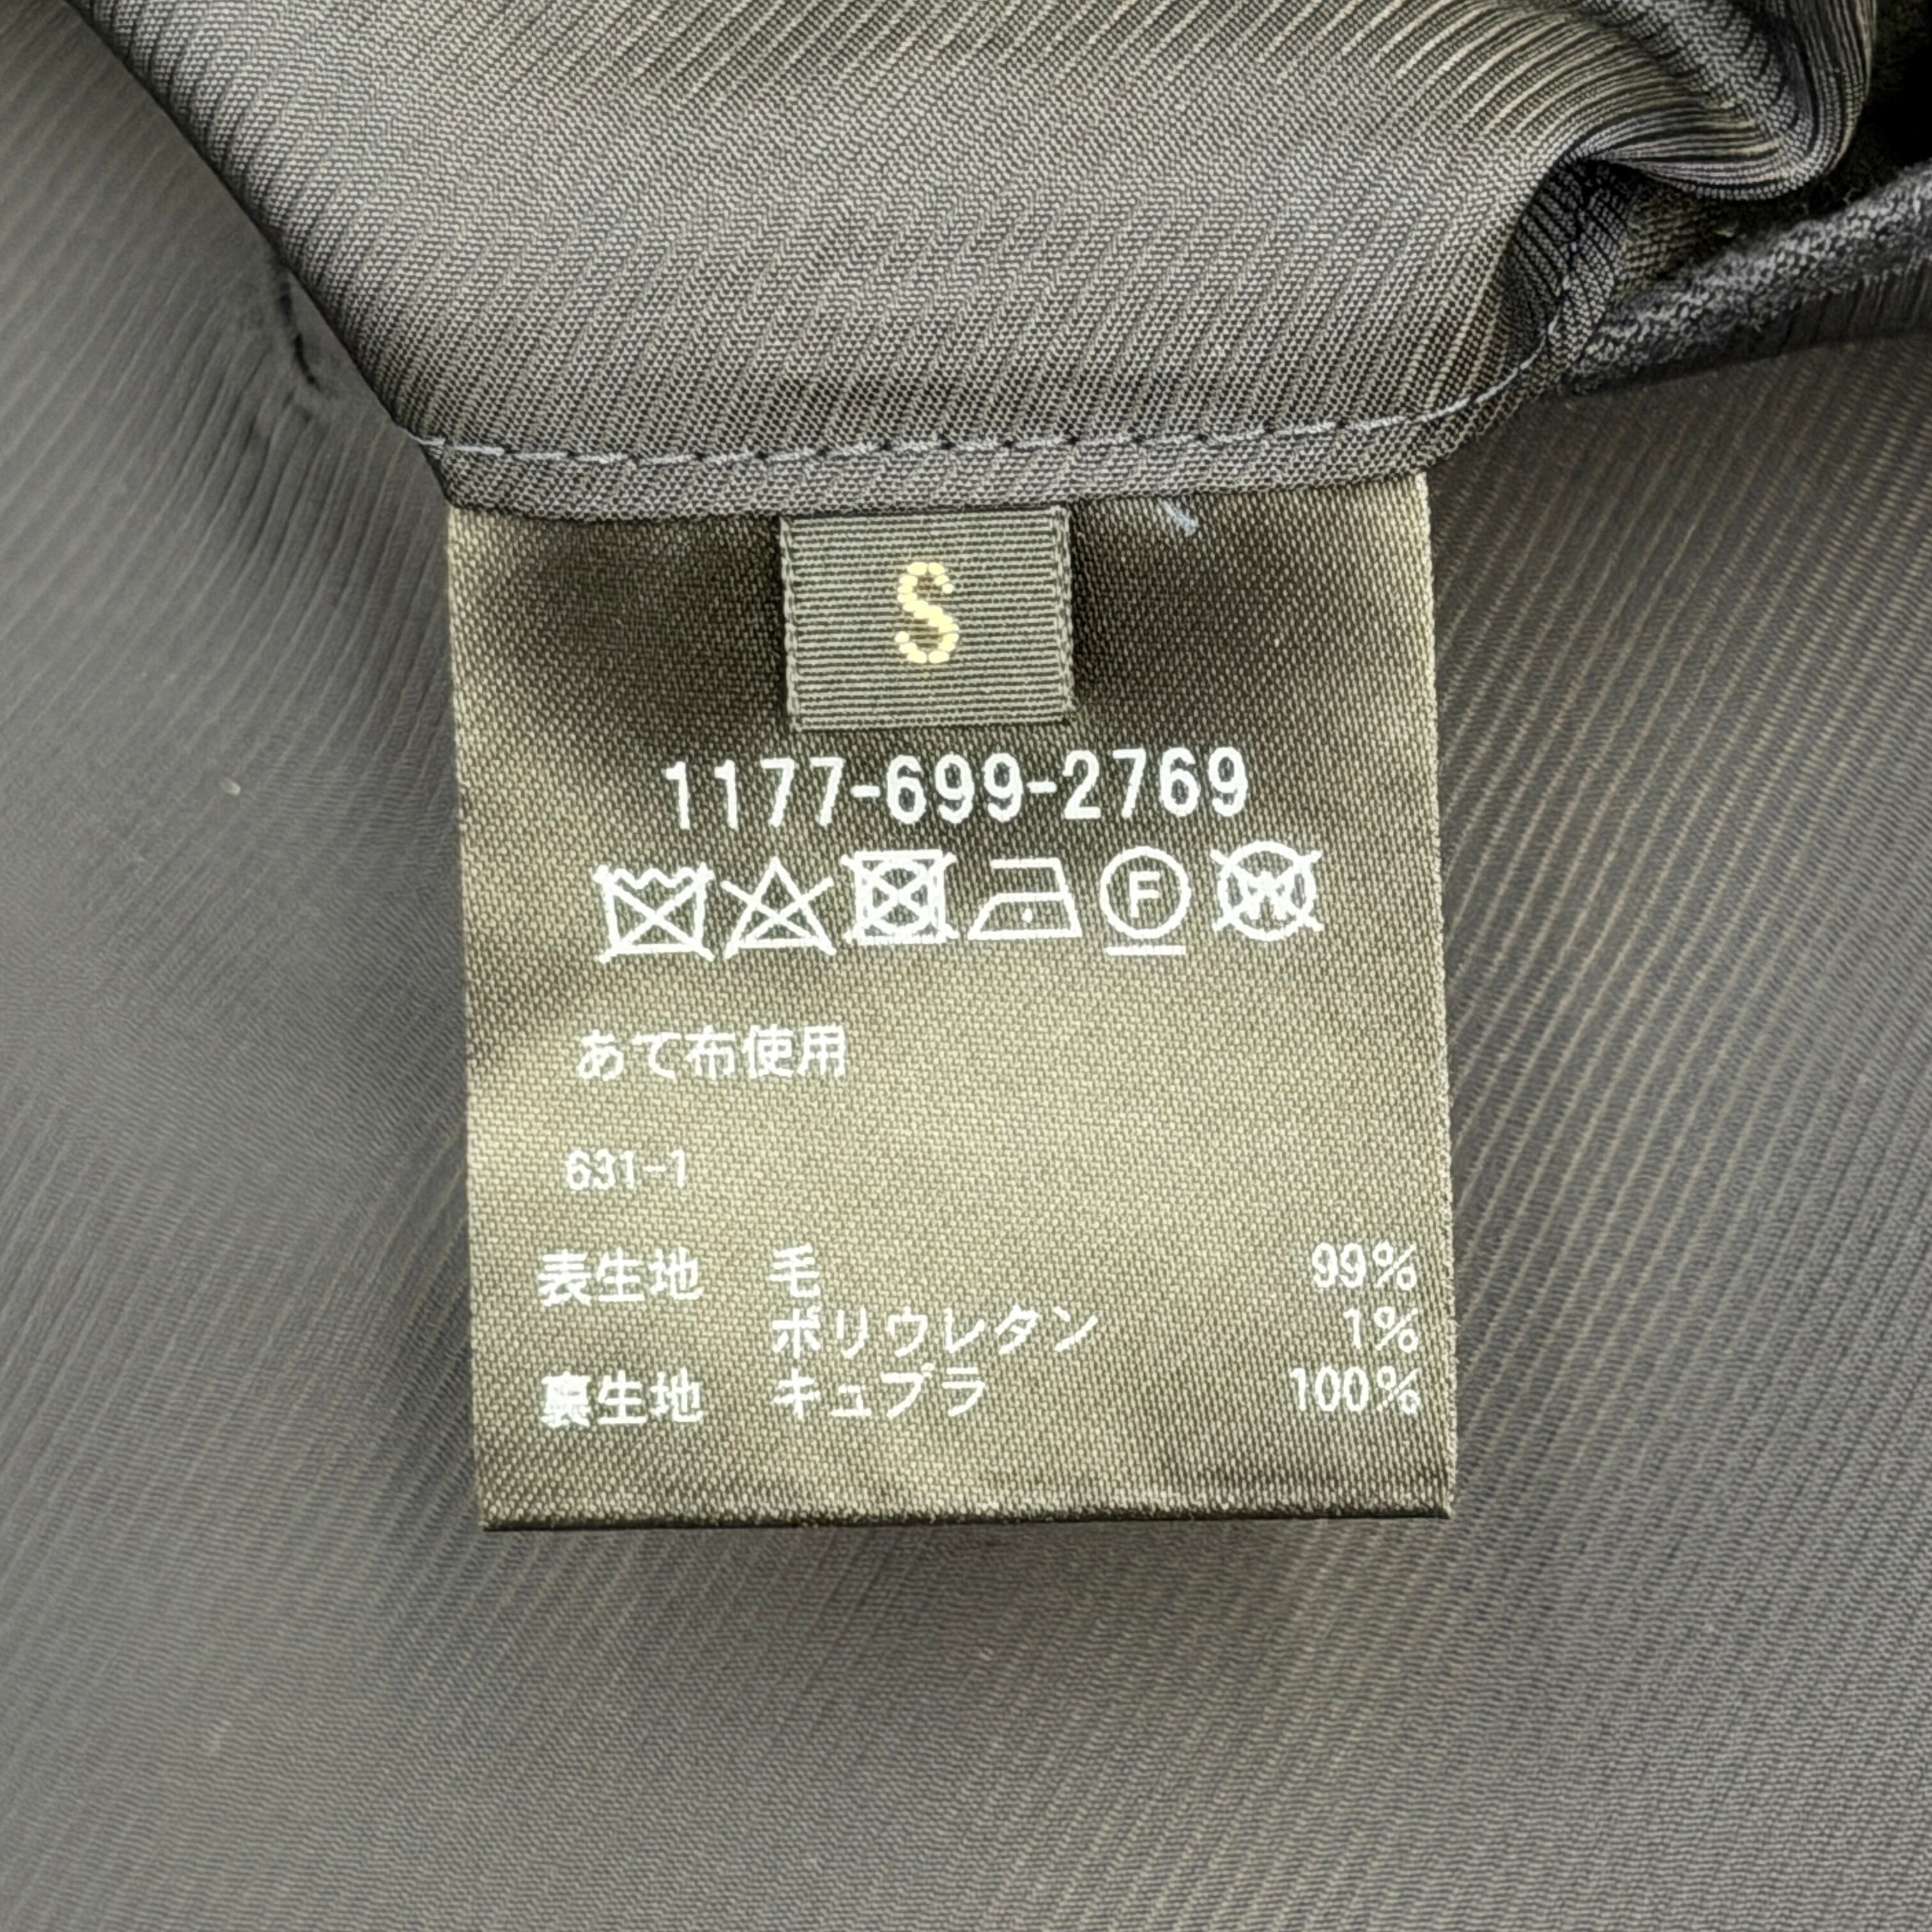 S
1177-699-2769
F W
あて布使用
631-1
表生地 毛 99%
ポリウレタン 1%
裏生地 キュプラ 100%